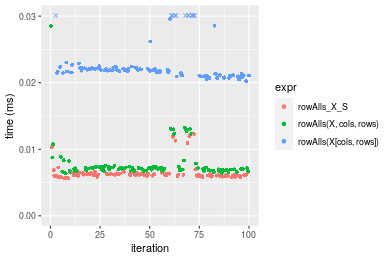 0.03
0.02
0.01
0.00
time (ms)
0
25
50
75
100
iteration
expr
rowAlls_X_S
rowAlls(X, cols, rows)
rowAlls(X[cols, rows])